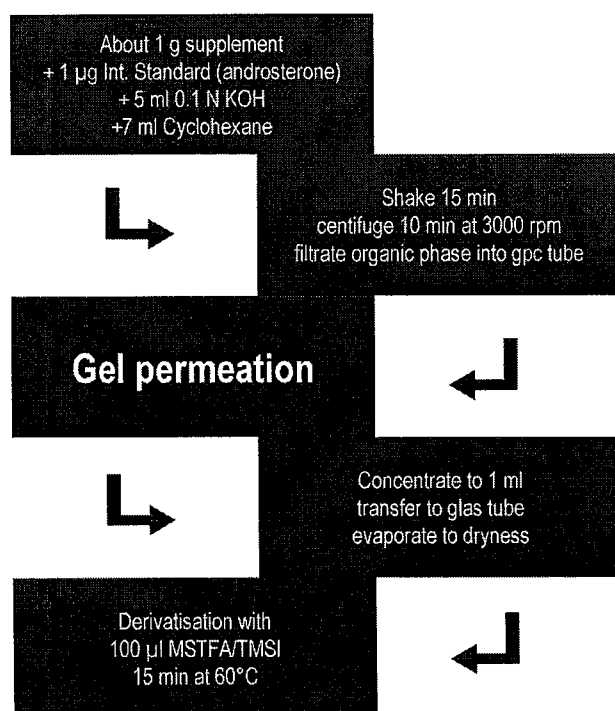 About 1 g supplement
+ 1 µg Int. Standard (androsterone)
+ 5 ml 0.1 N KOH
+7 ml Cyclohexane
Shake 15 min
centifuge 10 min at 3000 rpm
filtrate organic phase into gpc tube
Gel permeation
Concentrate to 1 ml
transfer to glas tube
evaporate to dryness
Derivatisation with
100 µl MSTFA/TMSI
15 min at 60°C